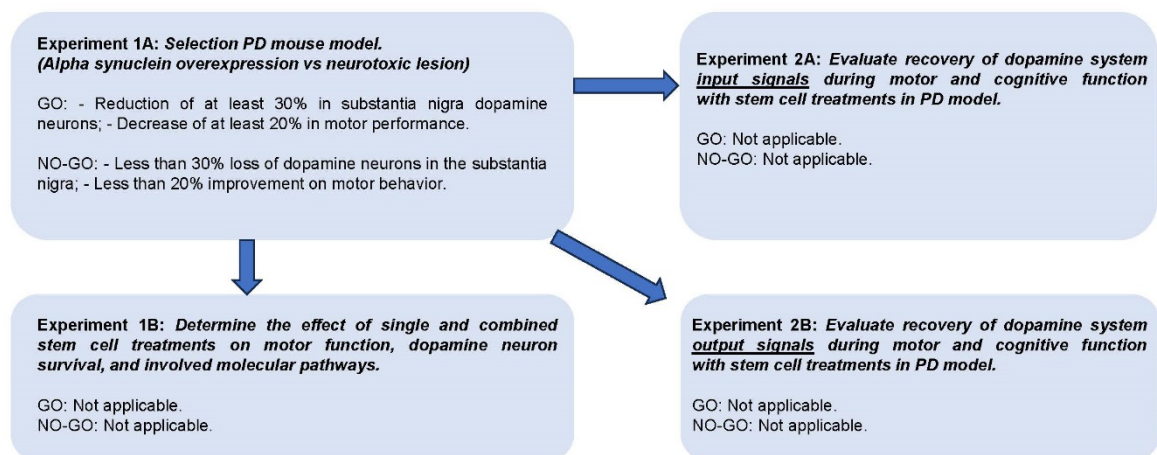 Experiment 1A: Selection PD mouse model.
(Alpha synuclein overexpression vs neurotoxic lesion)
GO: - Reduction of at least 30% in substantia nigra dopamine
neurons; - Decrease of at least 20% in motor performance.
NO-GO: - Less than 30% loss of dopamine neurons in the substantia
nigra; - Less than 20% improvement on motor behavior.
Experiment 2A: Evaluate recovery of dopamine system
input signals during motor and cognitive function
with stem cell treatments in PD model.
GO: Not applicable.
NO-GO: Not applicable.
Experiment 1B: Determine the effect of single and combined
stem cell treatments on motor function, dopamine neuron
survival, and involved molecular pathways.
GO: Not applicable.
NO-GO: Not applicable.
Experiment 2B: Evaluate recovery of dopamine system
output signals during motor and cognitive function
with stem cell treatments in PD model.
GO: Not applicable.
NO-GO: Not applicable.